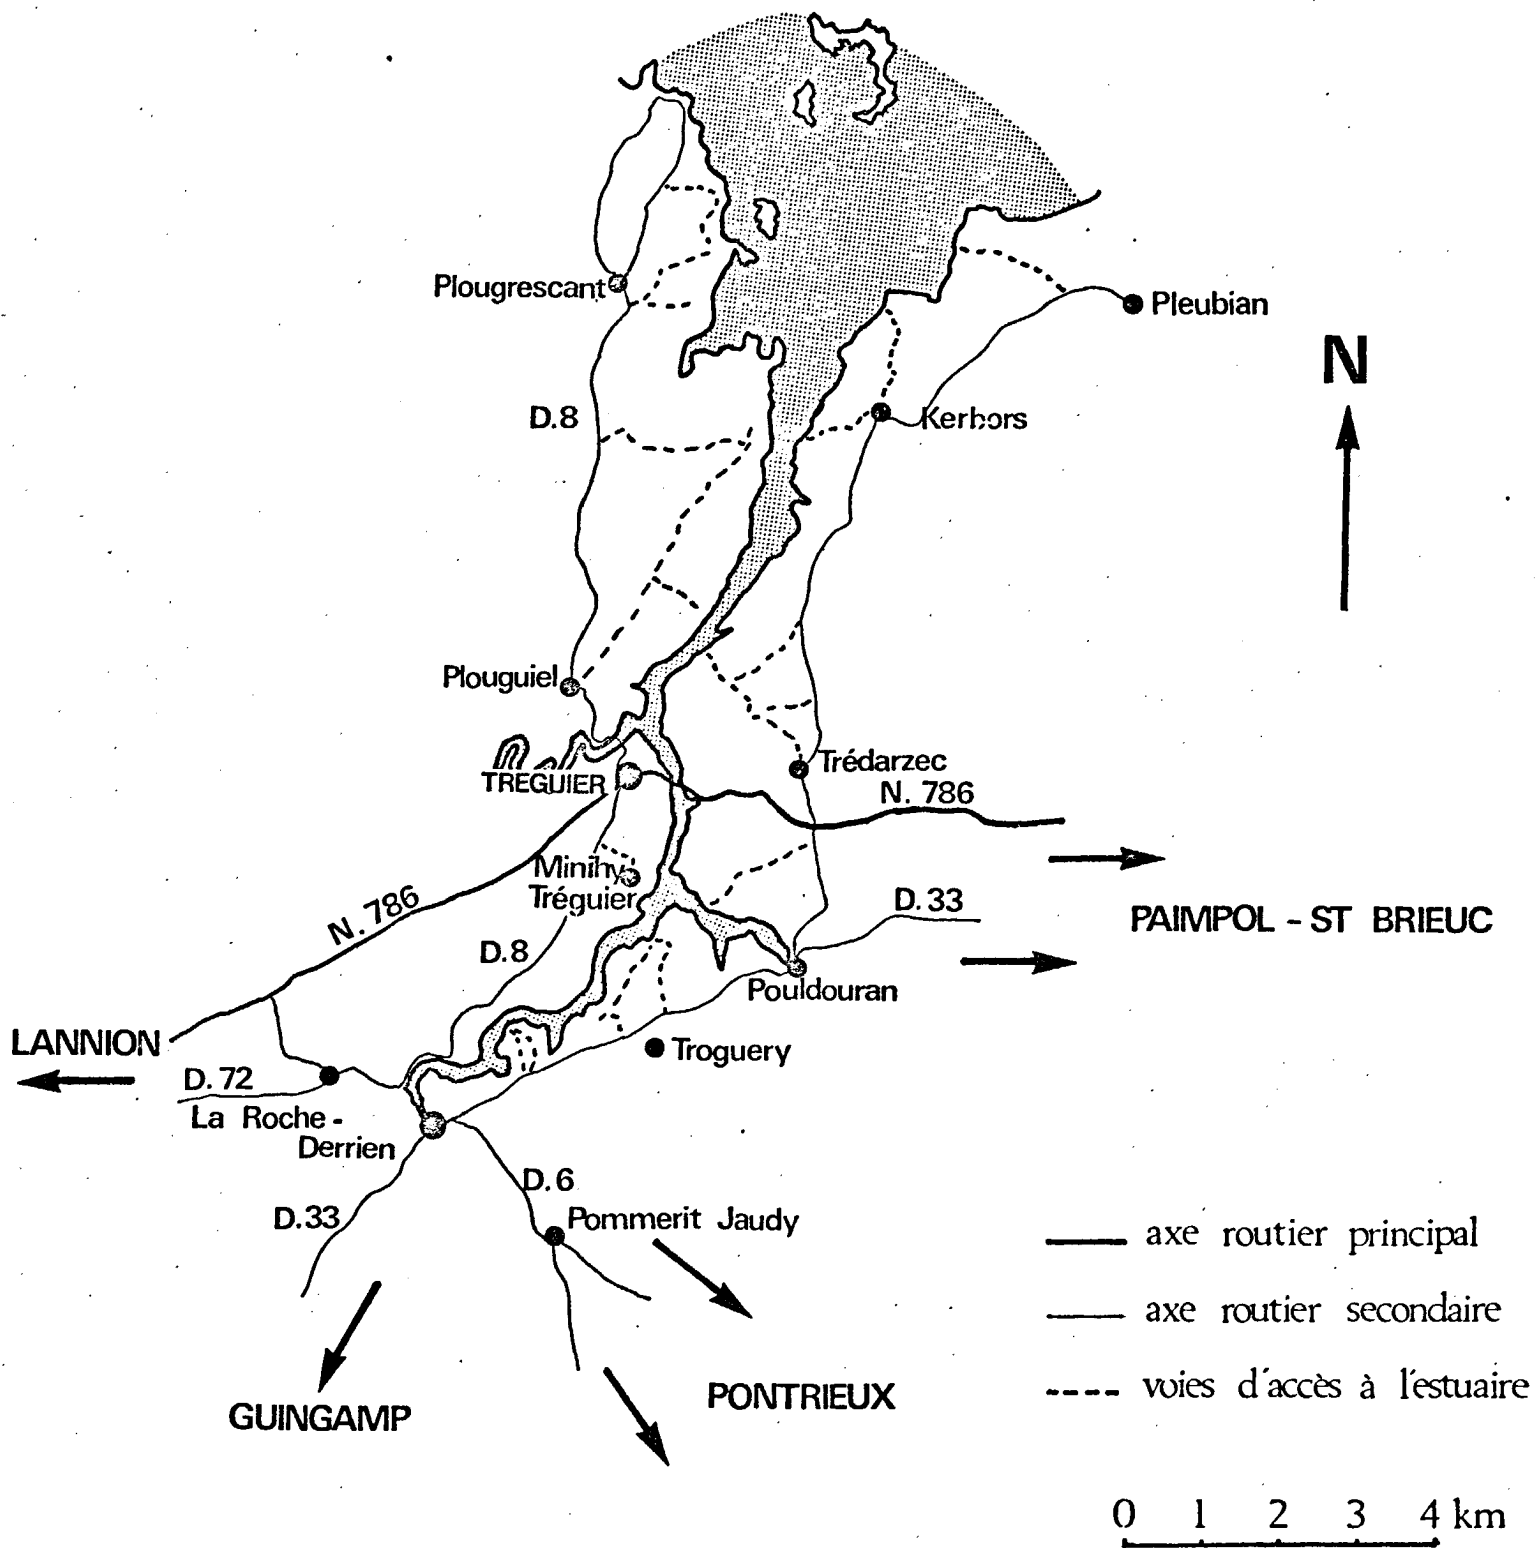 Plougrescant
Pleubian
N
D.8
Kerbors
Plouguiel
Trédarzec
TREGUIER
N. 786
Minihy
Tréguier
N. 786
D.33
PAIMPOL - ST BRIEUC
D.8
Pouldouran
LANNION
Troguery
D. 72
La Roche-
Derrien
D.6
D.33
Pommerit Jaudy
axe routier principal
axe routier secondaire
voies d'accès à l'estuaire
GUINGAMP
PONTRIEUX
0 1 2 3 4 km